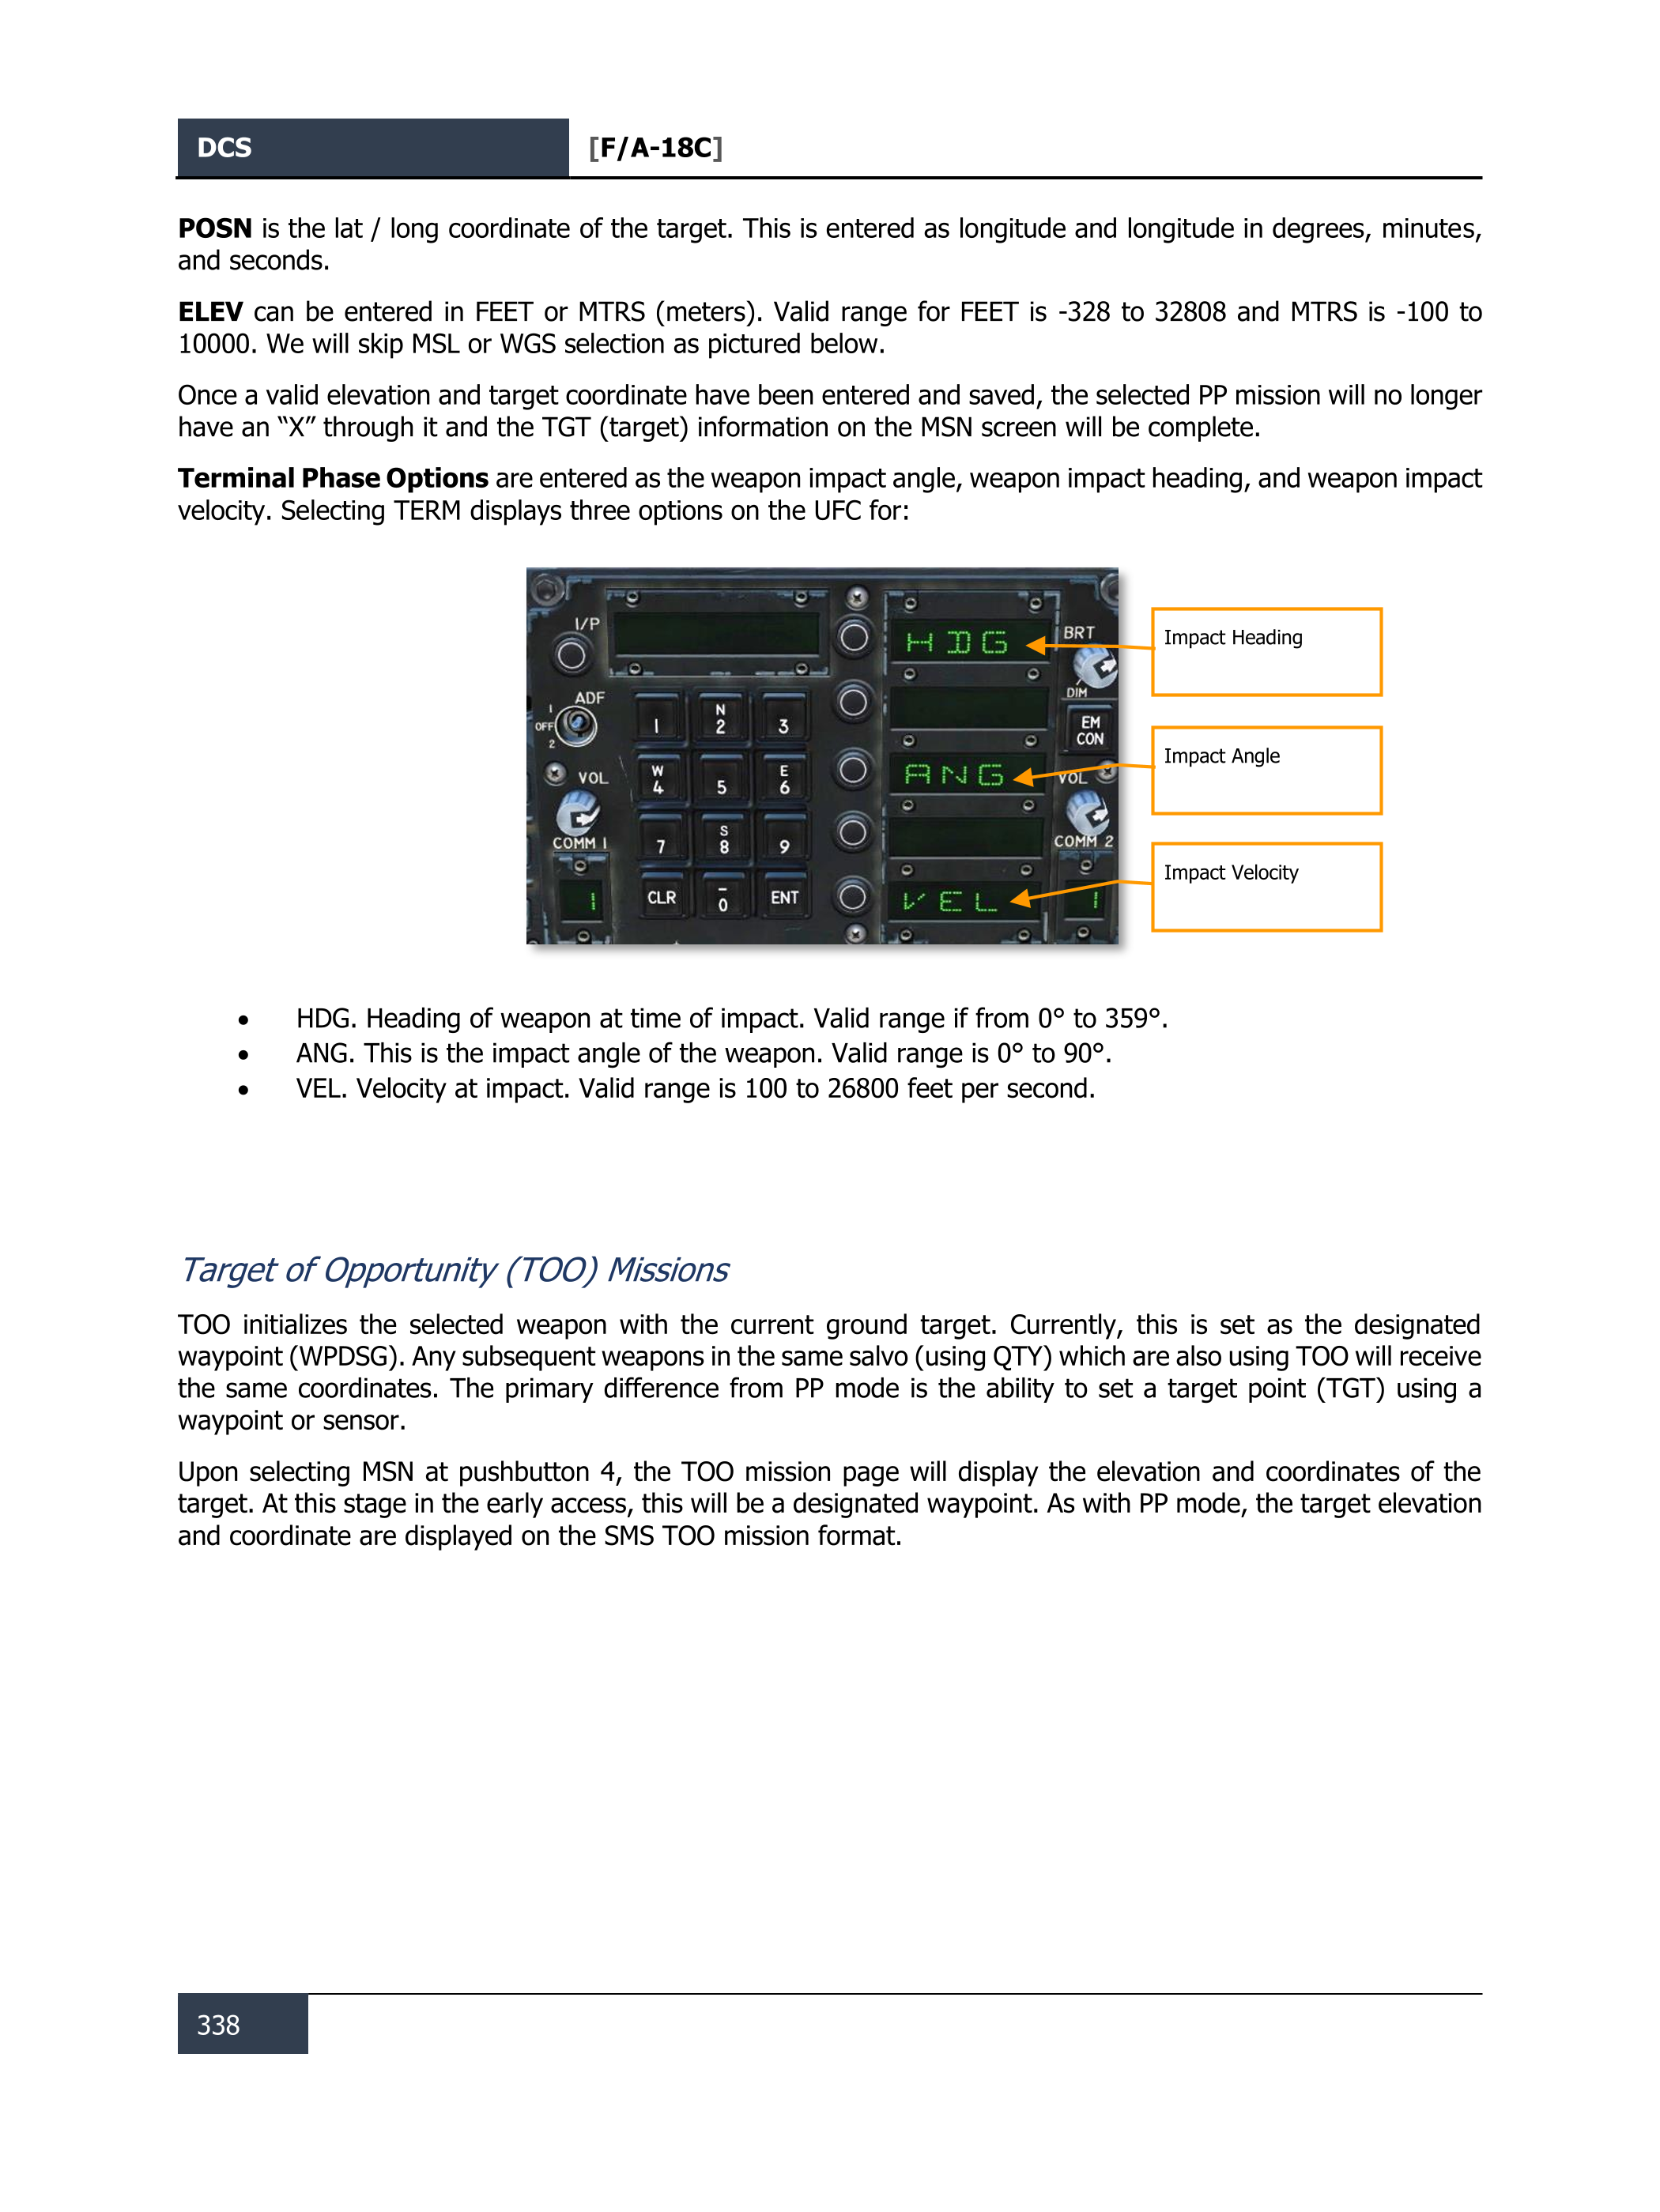 DCS [F/A-18C]
POSN is the lat / long coordinate of the target. This is entered as longitude and longitude in degrees, minutes,
and seconds.
ELEV can be entered in FEET or MTRS (meters). Valid range for FEET is -328 to 32808 and MTRS is -100 to
10000. We will skip MSL or WGS selection as pictured below.
Once a valid elevation and target coordinate have been entered and saved, the selected PP mission will no longer
have an “X” through it and the TGT (target) information on the MSN screen will be complete.
Terminal Phase Options are entered as the weapon impact angle, weapon impact heading, and weapon impact
velocity. Selecting TERM displays three options on the UFC for:
I/P
HDG
BRT
Impact Heading
DIM
ADF
1
OFF
2
1
N
2
3
EM
CON
Impact Angle
VOL
W
4
5
E
6
ANG
VOL
COMM 1
7
S
8
9
COMM 2
Impact Velocity
1
CLR
–
0
ENT
VEL
1
• HDG. Heading of weapon at time of impact. Valid range if from 0° to 359°.
• ANG. This is the impact angle of the weapon. Valid range is 0° to 90°.
• VEL. Velocity at impact. Valid range is 100 to 26800 feet per second.
Target of Opportunity (TOO) Missions
TOO initializes the selected weapon with the current ground target. Currently, this is set as the designated
waypoint (WPDSG). Any subsequent weapons in the same salvo (using QTY) which are also using TOO will receive
the same coordinates. The primary difference from PP mode is the ability to set a target point (TGT) using a
waypoint or sensor.
Upon selecting MSN at pushbutton 4, the TOO mission page will display the elevation and coordinates of the
target. At this stage in the early access, this will be a designated waypoint. As with PP mode, the target elevation
and coordinate are displayed on the SMS TOO mission format.
338